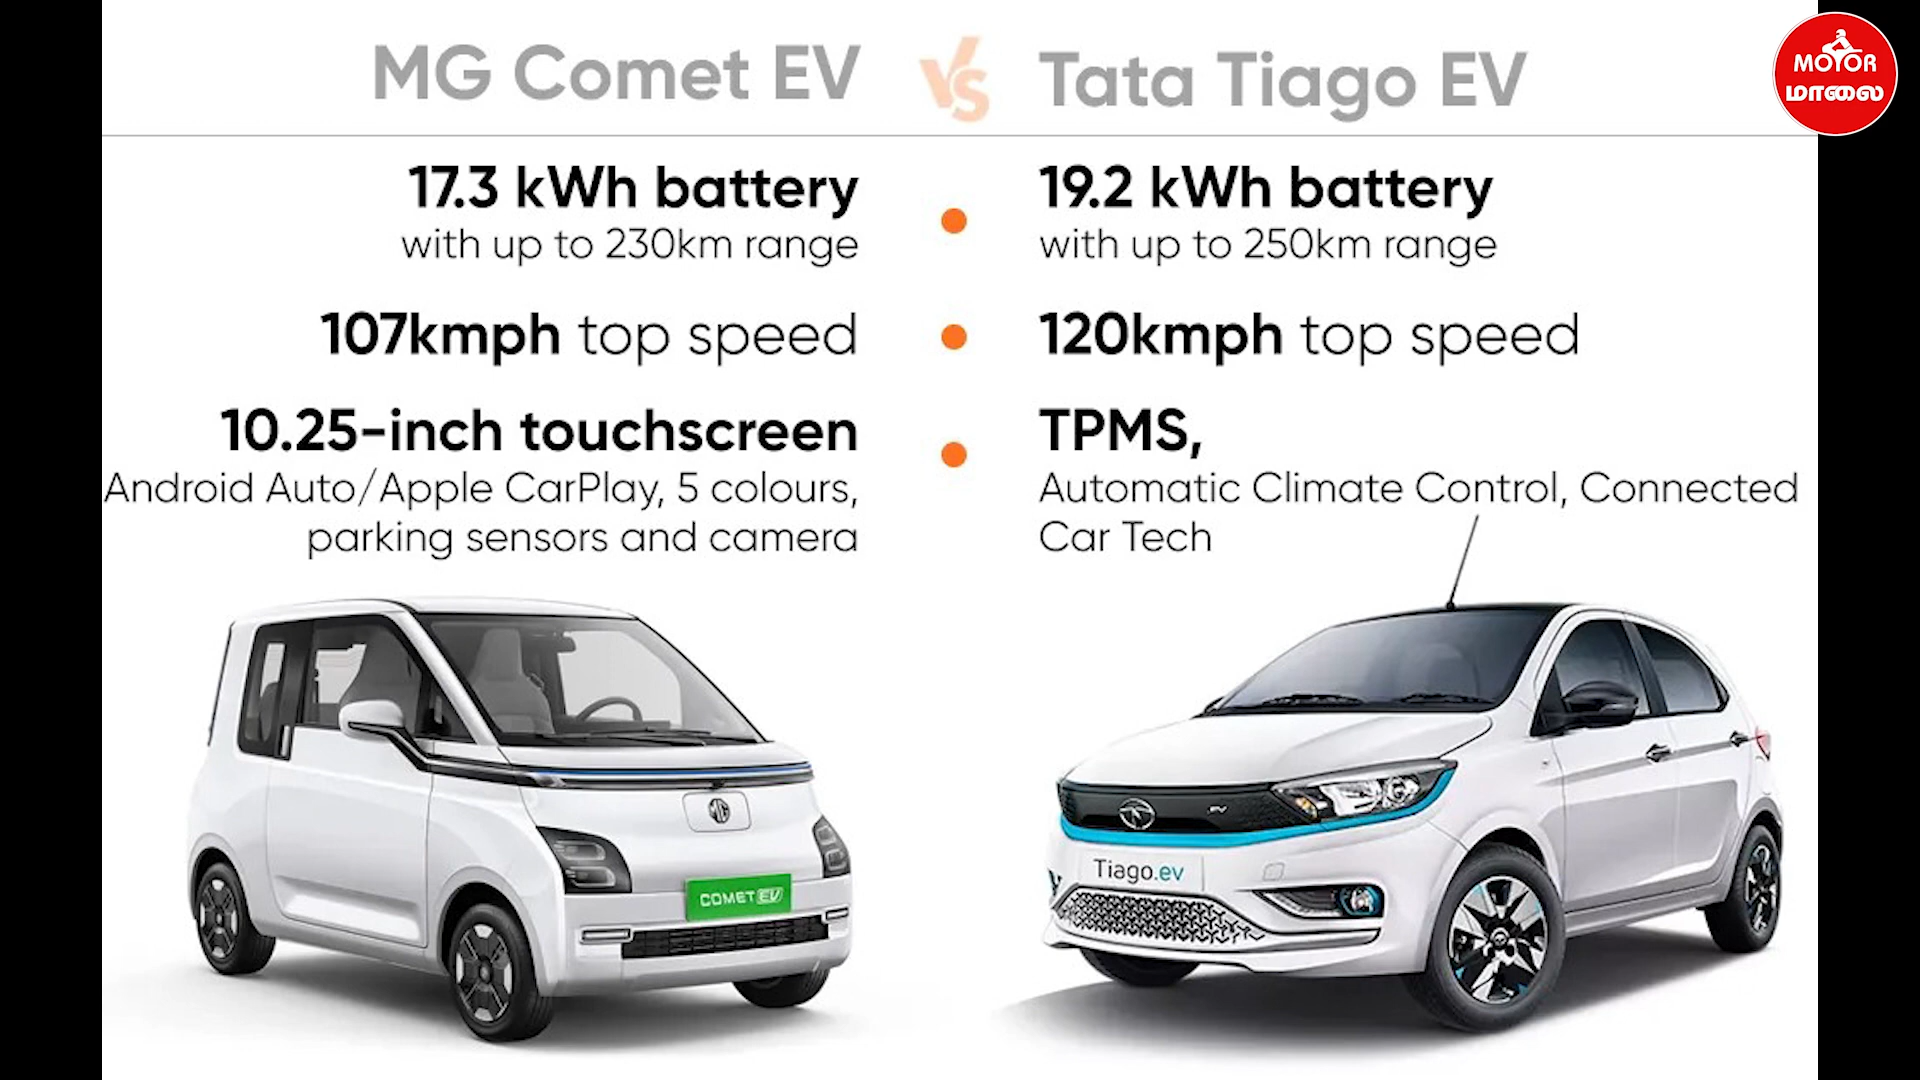 MG Comet EV VS Tata Tiago EV
MOTOR
மாலை
17.3 kWh battery
with up to 230km range
19.2 kWh battery
with up to 250km range
107kmph top speed
120kmph top speed
10.25-inch touchscreen
Android Auto/Apple CarPlay, 5 colours,
parking sensors and camera
TPMS,
Automatic Climate Control, Connected
Car Tech
MG
COMET EV
EV
Tiago.ev